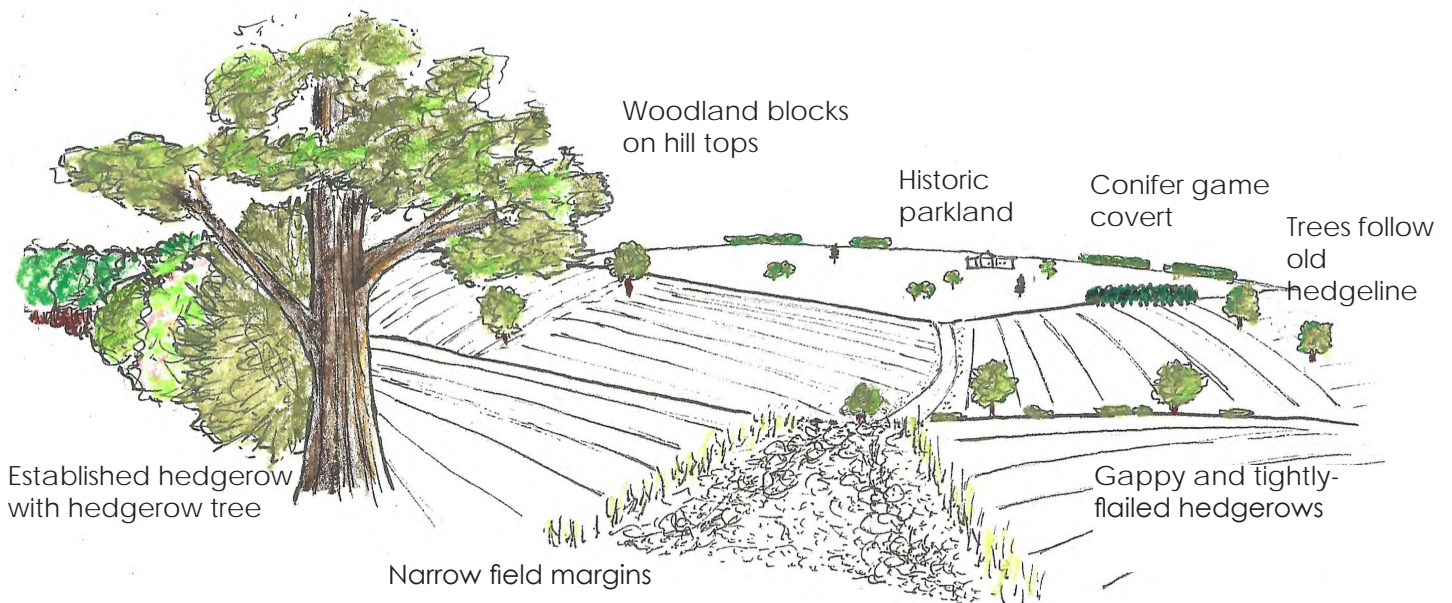 Woodland blocks
on hill tops
Historic
parkland
Conifer game
covert
Trees follow
old
hedgeline
Established hedgerow
with hedgerow tree
Gappy and tightly-
flailed hedgerows
Narrow field margins